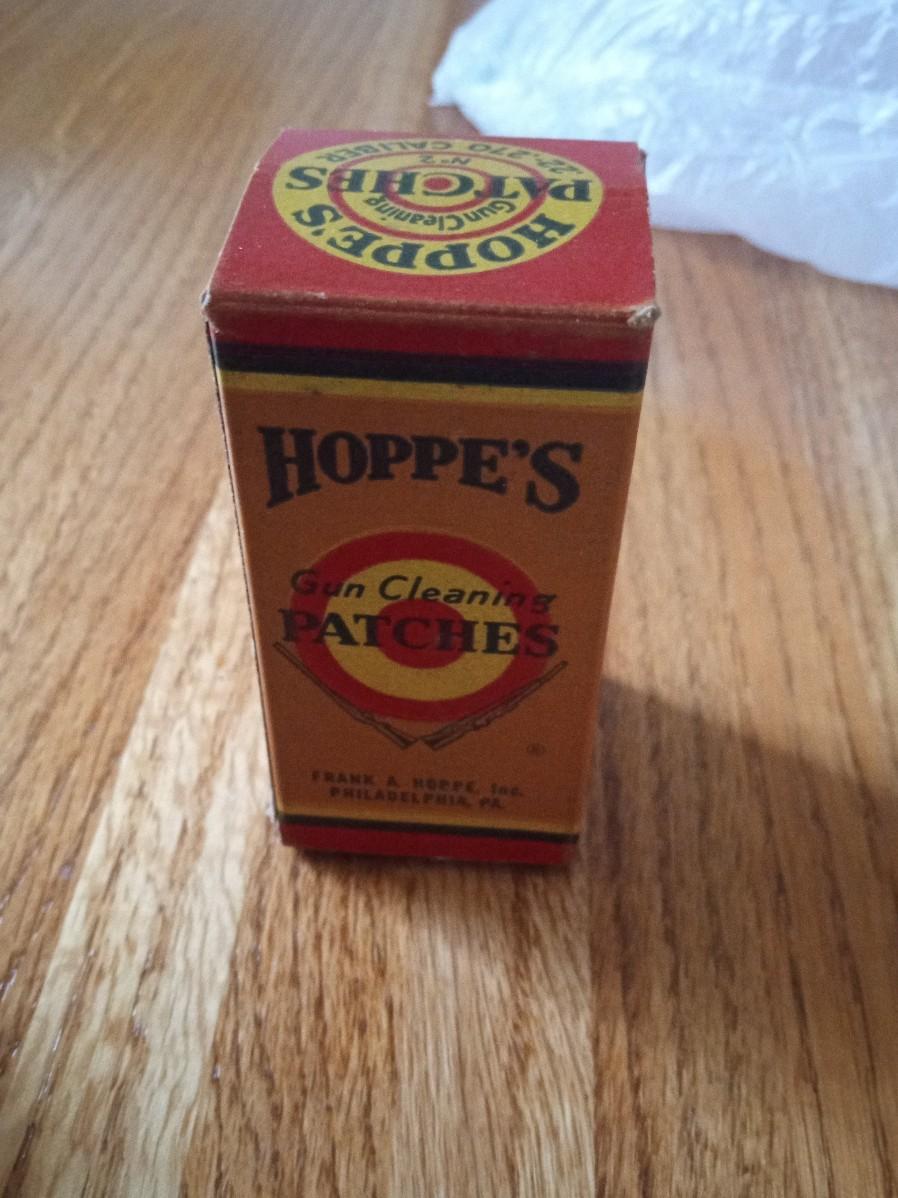 HOPPE'S
Gun Cleaning
PATCHES
Nº 2
22-270 CALIBER
HOPPE'S
Gun Cleaning
PATCHES
®
FRANK A. HOPPE, Inc.
PHILADELPHIA, PA.